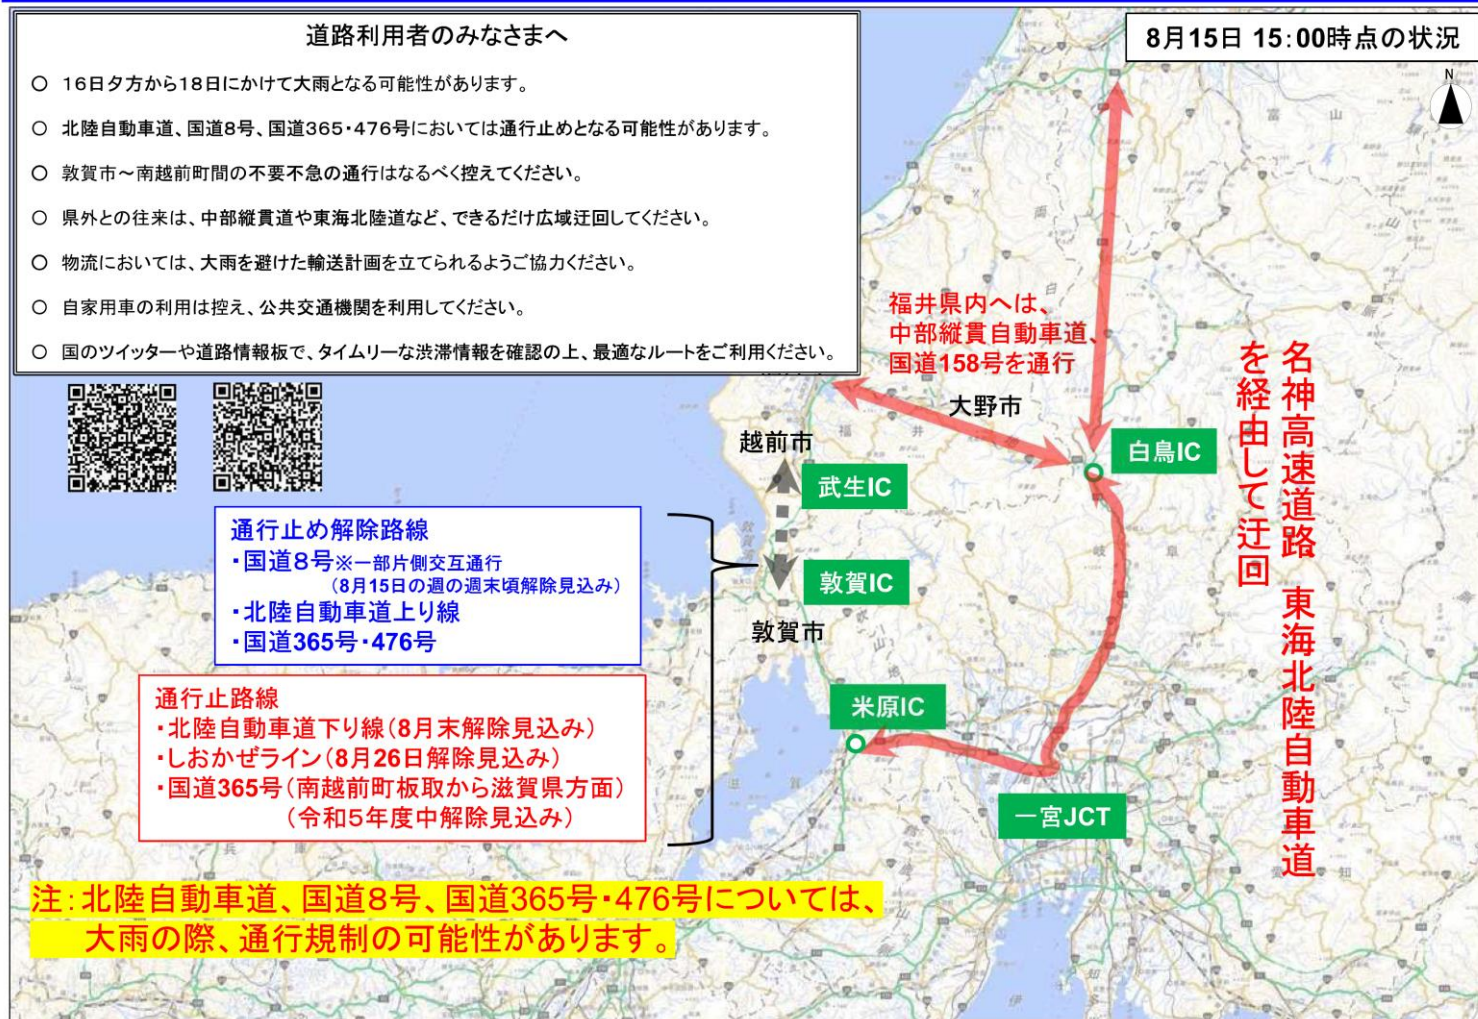 道路利用者のみなさまへ
○ 16日夕方から18日にかけて大雨となる可能性があります。
○ 北陸自動車道、国道8号、国道365・476号においては通行止めとなる可能性があります。
○ 敦賀市～南越前町間の不要不急の通行はなるべく控えてください。
○ 県外との往来は、中部縦貫道や東海北陸道など、できるだけ広域迂回してください。
○ 物流においては、大雨を避けた輸送計画を立てられるようご協力ください。
○ 自家用車の利用は控え、公共交通機関を利用してください。
○ 国のツイッターや道路情報板で、タイムリーな渋滞情報を確認の上、最適なルートをご利用ください。
8月15日 15:00時点の状況
N
富山
福井県内へは、
中部縦貫自動車道、
国道158号を通行
名神高速道路、東海北陸自動車道
を経由して迂回
大野市
福井
越前市
武生IC
白鳥IC
岐阜
敦賀IC
敦賀市
米原IC
一宮JCT
滋賀
愛知
通行止め解除路線
・国道8号※一部片側交互通行
(8月15日の週の週末頃解除見込み)
・北陸自動車道上り線
・国道365号・476号
通行止路線
・北陸自動車道下り線(8月末解除見込み)
・しおかぜライン(8月26日解除見込み)
・国道365号(南越前町板取から滋賀県方面)
(令和5年度中解除見込み)
注:北陸自動車道、国道8号、国道365号・476号については、
大雨の際、通行規制の可能性があります。